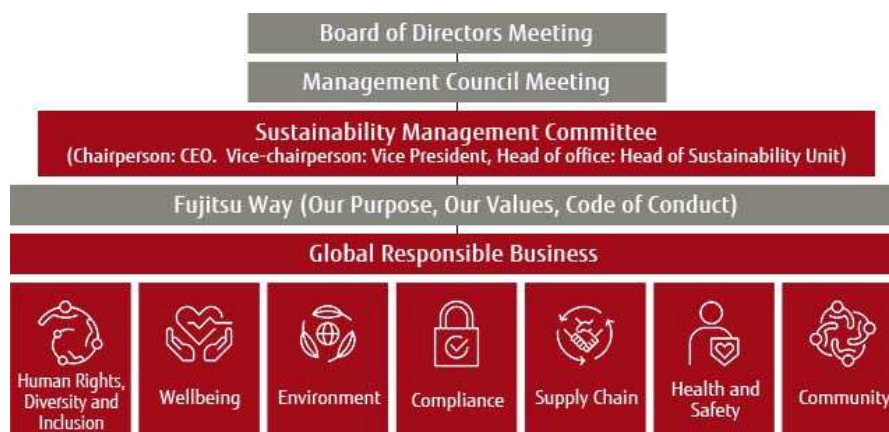 Board of Directors Meeting
Management Council Meeting
Sustainability Management Committee
(Chairperson: CEO. Vice-chairperson: Vice President, Head of office: Head of Sustainability Unit)
Fujitsu Way (Our Purpose, Our Values, Code of Conduct)
Global Responsible Business
Human Rights,
Diversity and
Inclusion
Wellbeing
Environment
Compliance
Supply Chain
Health and
Safety
Community